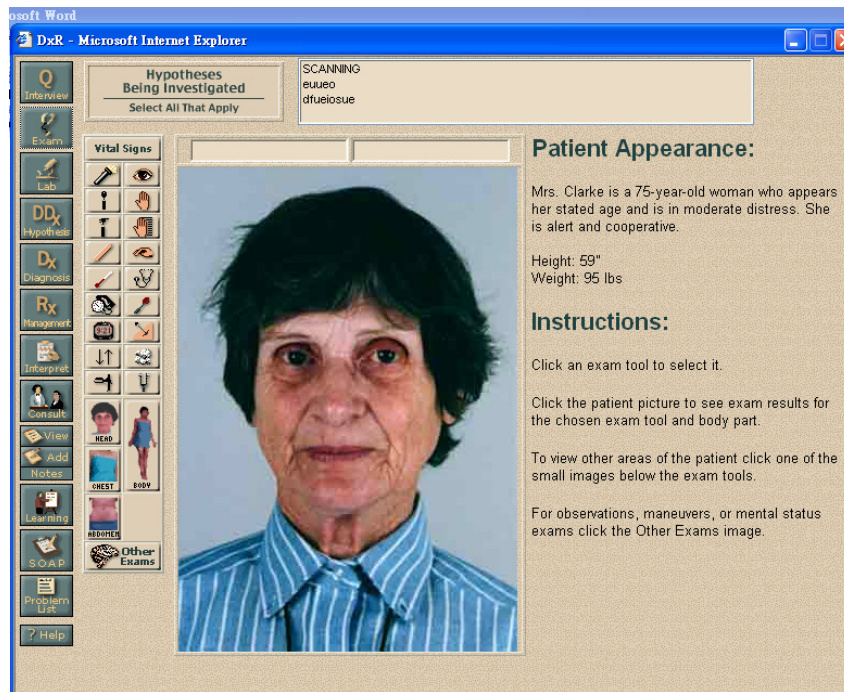 osoft Word
DxR - Microsoft Internet Explorer
Q
Interview
Exam
Lab
DDx
Hypothesis
Dx
Diagnosis
Rx
Management
Interpret
Consult
View
Add
Notes
Learning
SOAP
Problem
List
? Help
Hypotheses
Being Investigated
Select All That Apply
SCANNING
euueo
dfueiosue
Vital Signs
9:21
HEAD
BODY
CHEST
ABDOMEN
Other
Exams
Patient Appearance:
Mrs. Clarke is a 75-year-old woman who appears
her stated age and is in moderate distress. She
is alert and cooperative.
Height: 59"
Weight: 95 lbs
Instructions:
Click an exam tool to select it.
Click the patient picture to see exam results for
the chosen exam tool and body part.
To view other areas of the patient click one of the
small images below the exam tools.
For observations, maneuvers, or mental status
exams click the Other Exams image.